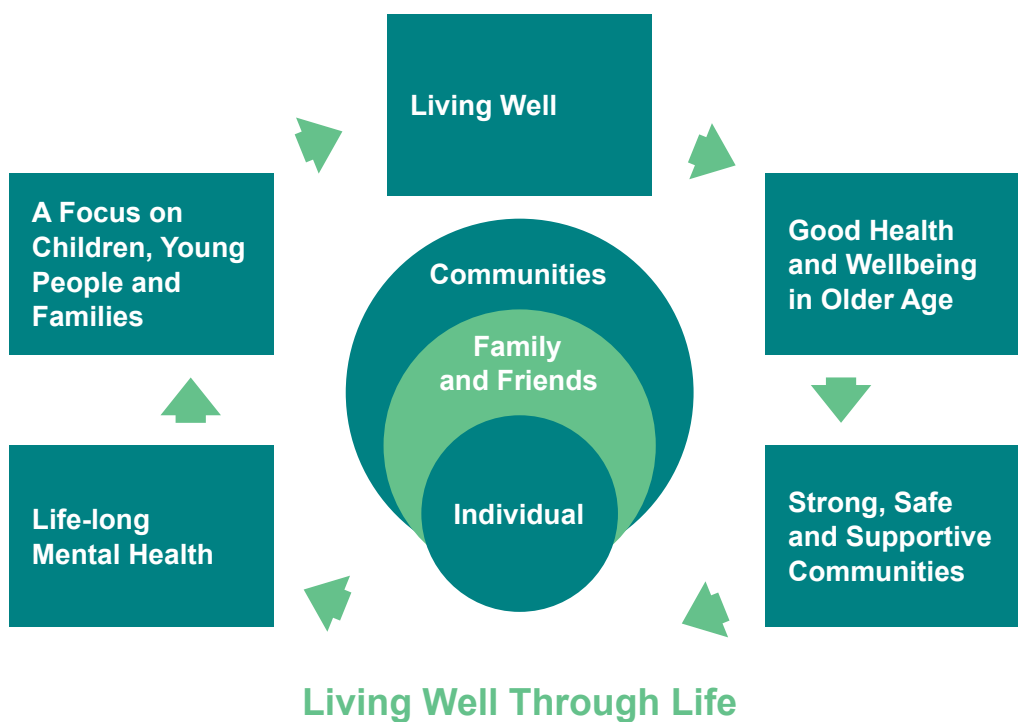 Living Well
A Focus on
Children, Young
People and
Families
Good Health
and Wellbeing
in Older Age
Communities
Family
and Friends
Individual
Life-long
Mental Health
Strong, Safe
and Supportive
Communities
Living Well Through Life